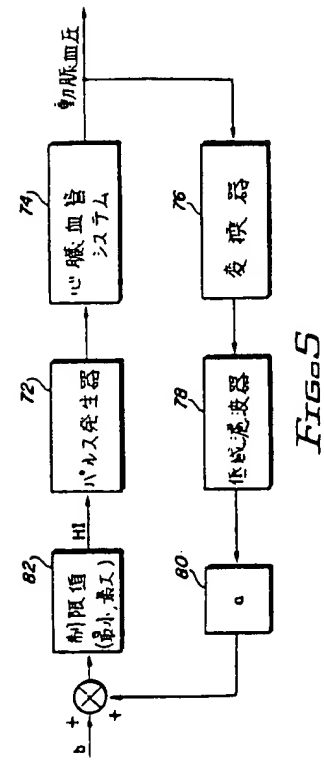 b
+
+
82
制限値
(最小,最大)
HI
72
パルス発生器
74
心臓血管
システム
動脈血圧
76
変換器
78
低域濾波器
80
a
FIG. 5